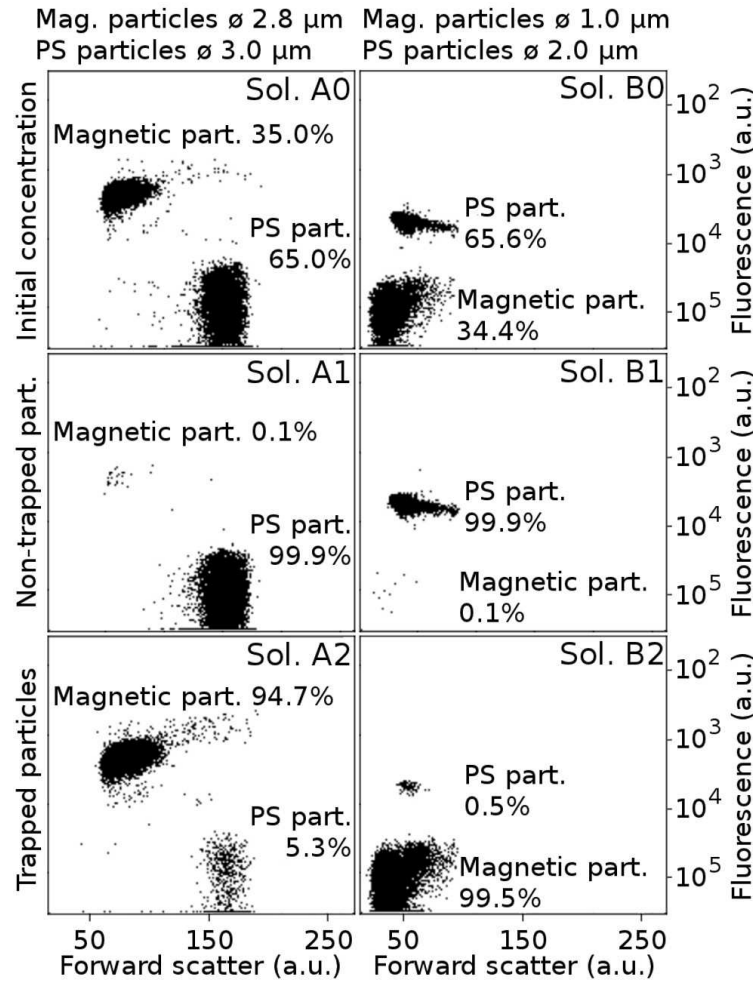 Mag. particles ø 2.8 µm
PS particles ø 3.0 µm
Mag. particles ø 1.0 µm
PS particles ø 2.0 µm
Initial concentration
Sol. A0
Magnetic part. 35.0%
PS part.
65.0%
Sol. B0
PS part.
65.6%
Magnetic part.
34.4%
10²
10³
10⁴
10⁵
Fluorescence (a.u.)
Non-trapped part.
Sol. A1
Magnetic part. 0.1%
PS part.
99.9%
Sol. B1
PS part.
99.9%
Magnetic part.
0.1%
10²
10³
10⁴
10⁵
Fluorescence (a.u.)
Trapped particles
Sol. A2
Magnetic part. 94.7%
PS part.
5.3%
Sol. B2
PS part.
0.5%
Magnetic part.
99.5%
10²
10³
10⁴
10⁵
Fluorescence (a.u.)
50 150 250
Forward scatter (a.u.)
50 150 250
Forward scatter (a.u.)